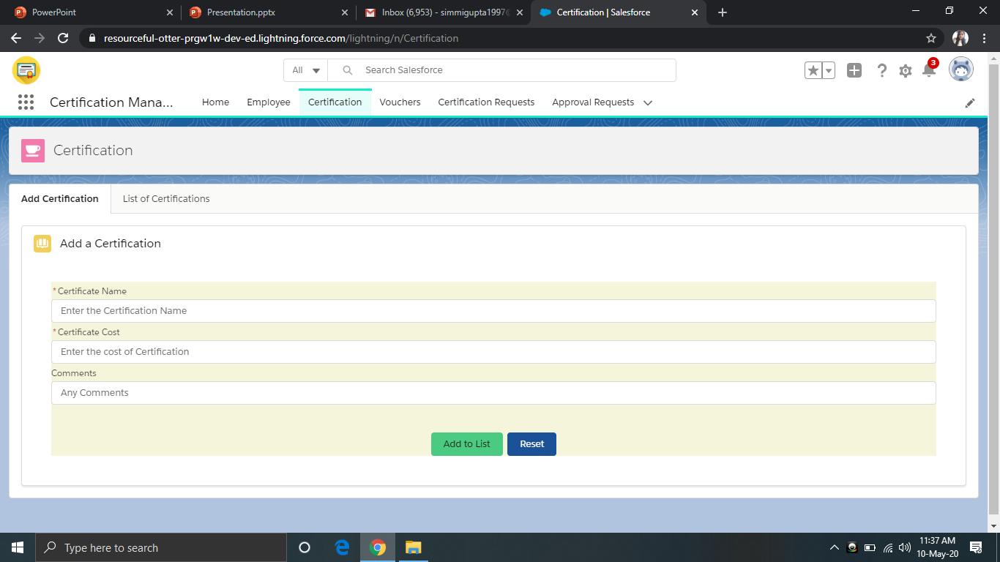 PowerPoint
Presentation.pptx
Inbox (6,953) - simmigupta1997
Certification | Salesforce
resourceful-otter-prgw1w-dev-ed.lightning.force.com/lightning/n/Certification
All
Search Salesforce
3
Certification Mana...
Home
Employee
Certification
Vouchers
Certification Requests
Approval Requests
Certification
Add Certification
List of Certifications
Add a Certification
* Certificate Name
Enter the Certification Name
* Certificate Cost
Enter the cost of Certification
Comments
Any Comments
Add to List
Reset
Type here to search
11:37 AM
10-May-20